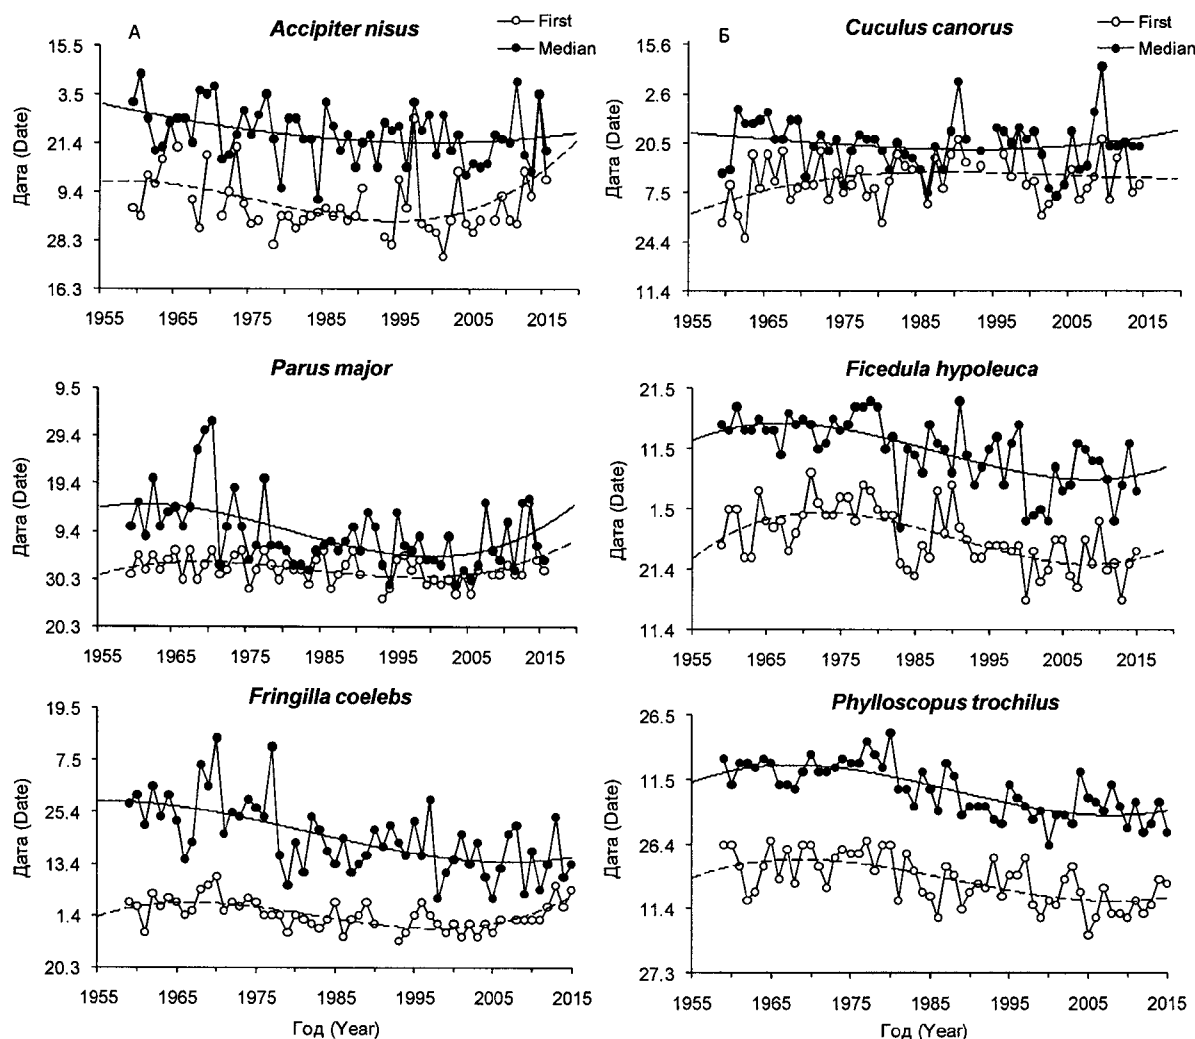 А
Accipiter nisus
First
Median
15.5
3.5
21.4
9.4
28.3
16.3
Дата (Date)
1955 1965 1975 1985 1995 2005 2015
Б
Cuculus canorus
First
Median
15.6
2.6
20.5
7.5
24.4
11.4
Дата (Date)
1955 1965 1975 1985 1995 2005 2015
Parus major
9.5
29.4
19.4
9.4
30.3
20.3
Дата (Date)
1955 1965 1975 1985 1995 2005 2015
Ficedula hypoleuca
21.5
11.5
1.5
21.4
11.4
Дата (Date)
1955 1965 1975 1985 1995 2005 2015
Fringilla coelebs
19.5
7.5
25.4
13.4
1.4
20.3
Дата (Date)
1955 1965 1975 1985 1995 2005 2015
Год (Year)
Phylloscopus trochilus
26.5
11.5
26.4
11.4
27.3
Дата (Date)
1955 1965 1975 1985 1995 2005 2015
Год (Year)